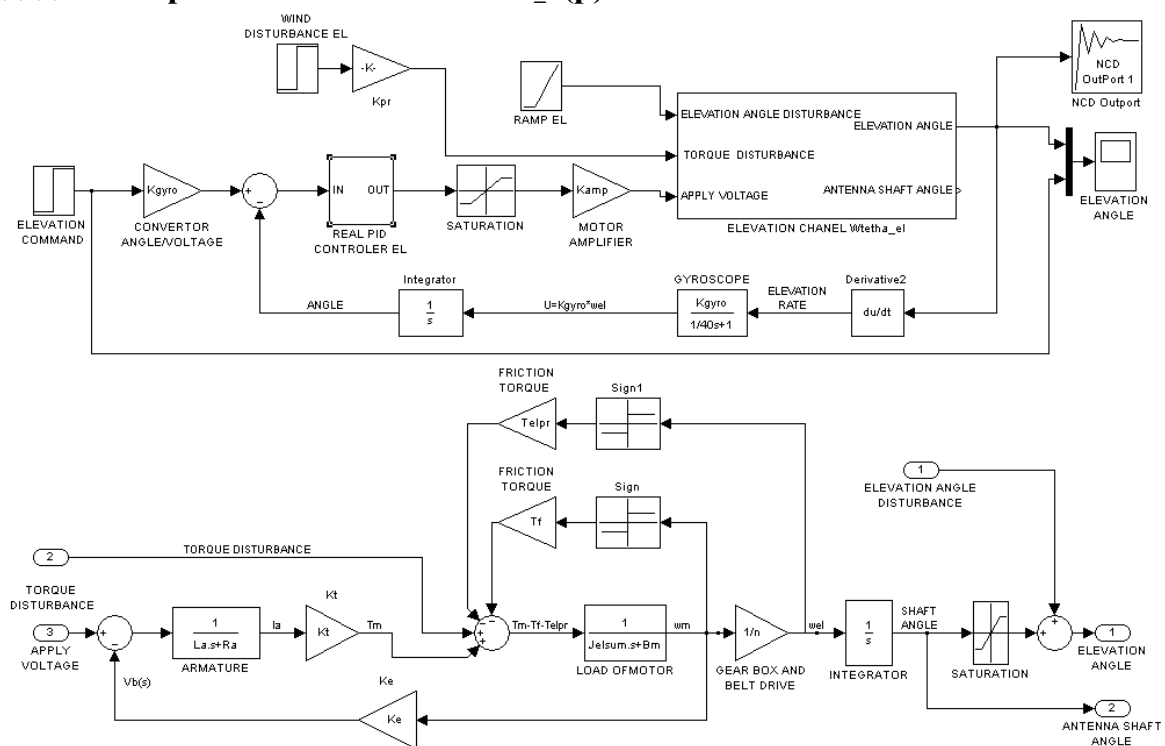 WIND
DISTURBANCE EL
-K-
Kpr
RAMP EL
ELEVATION ANGLE DISTURBANCE
ELEVATION ANGLE
TORQUE DISTURBANCE
ANTENNA SHAFT ANGLE
APPLY VOLTAGE
ELEVATION CHANEL Wtetha_el
NCD
OutPort 1
NCD Outport
ELEVATION
ANGLE
ELEVATION
COMMAND
Kgyro
CONVERTOR
ANGLE/VOLTAGE
+
−
IN
OUT
REAL PID
CONTROLER EL
SATURATION
Kamp
MOTOR
AMPLIFIER
Integrator
1
s
ANGLE
U=Kgyro*wel
GYROSCOPE
Kgyro
1/40s+1
ELEVATION
RATE
Derivative2
du/dt
FRICTION
TORQUE
Telpr
Sign1
FRICTION
TORQUE
Tf
Sign
1
ELEVATION ANGLE
DISTURBANCE
2
TORQUE DISTURBANCE
TORQUE
DISTURBANCE
3
APPLY
VOLTAGE
+
−
1
La.s+Ra
ARMATURE
Ia
Kt
Kt
Tm
−
−
+
+
Tm-Tf-Telpr
1
Jelsum.s+Bm
LOAD OFMOTOR
wm
1/n
GEAR BOX AND
BELT DRIVE
wel
1
s
INTEGRATOR
SHAFT
ANGLE
SATURATION
+
+
1
ELEVATION
ANGLE
2
ANTENNA SHAFT
ANGLE
Vb(s)
Ke
Ke